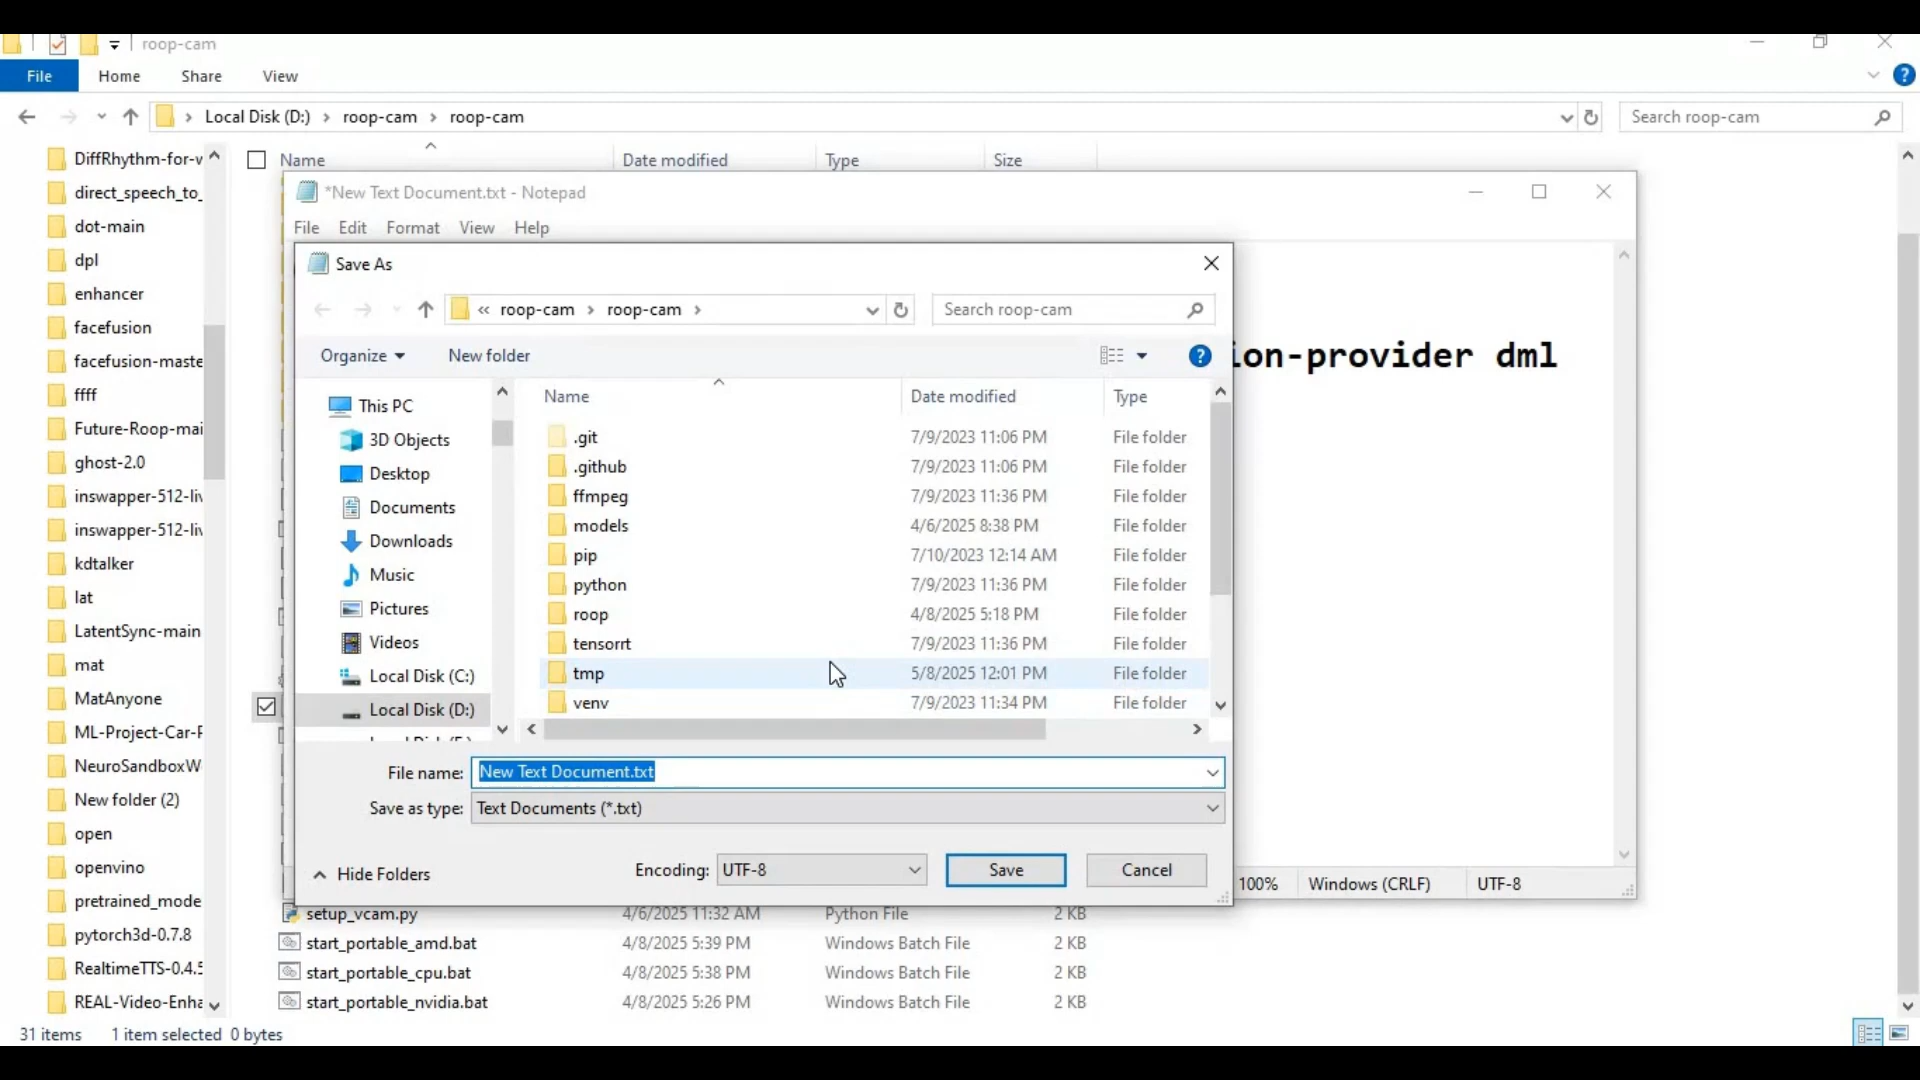 roop-cam
File Home Share View
Local Disk (D:) › roop-cam › roop-cam
Search roop-cam
Name Date modified Type Size
DiffRhythm-for-w
direct_speech_to_
dot-main
dpl
enhancer
facefusion
facefusion-maste
ffff
Future-Roop-mai
ghost-2.0
inswapper-512-liv
inswapper-512-liv
kdtalker
lat
LatentSync-main
mat
MatAnyone
ML-Project-Car-P
NeuroSandboxW
New folder (2)
open
openvino
pretrained_mode
pytorch3d-0.7.8
RealtimeTTS-0.4.5
REAL-Video-Enha
*New Text Document.txt - Notepad
File Edit Format View Help
ion-provider dml
Save As
« roop-cam › roop-cam ›
Search roop-cam
Organize New folder
This PC
3D Objects
Desktop
Documents
Downloads
Music
Pictures
Videos
Local Disk (C:)
Local Disk (D:)
Name Date modified Type
.git 7/9/2023 11:06 PM File folder
.github 7/9/2023 11:06 PM File folder
ffmpeg 7/9/2023 11:36 PM File folder
models 4/6/2025 8:38 PM File folder
pip 7/10/2023 12:14 AM File folder
python 7/9/2023 11:36 PM File folder
roop 4/8/2025 5:18 PM File folder
tensorrt 7/9/2023 11:36 PM File folder
tmp 5/8/2025 12:01 PM File folder
venv 7/9/2023 11:34 PM File folder
File name: New Text Document.txt
Save as type: Text Documents (*.txt)
Hide Folders Encoding: UTF-8 Save Cancel
100% Windows (CRLF) UTF-8
setup_vcam.py 4/6/2025 11:32 AM Python File 2 KB
start_portable_amd.bat 4/8/2025 5:39 PM Windows Batch File 2 KB
start_portable_cpu.bat 4/8/2025 5:38 PM Windows Batch File 2 KB
start_portable_nvidia.bat 4/8/2025 5:26 PM Windows Batch File 2 KB
31 items 1 item selected 0 bytes